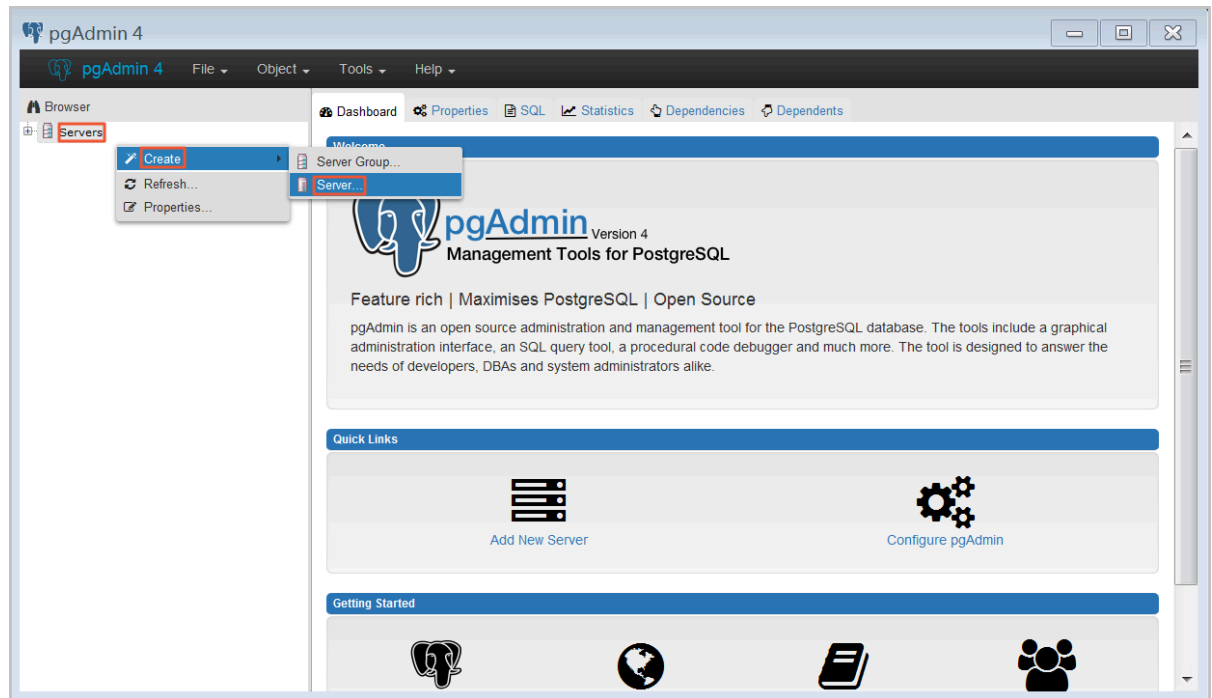 pgAdmin 4
pgAdmin 4 File Object Tools Help
Browser
Servers
Create
Refresh...
Properties...
Server Group...
Server...
Dashboard Properties SQL Statistics Dependencies Dependents
Welcome
pgAdmin Version 4
Management Tools for PostgreSQL
Feature rich | Maximises PostgreSQL | Open Source
pgAdmin is an open source administration and management tool for the PostgreSQL database. The tools include a graphical
administration interface, an SQL query tool, a procedural code debugger and much more. The tool is designed to answer the
needs of developers, DBAs and system administrators alike.
Quick Links
Add New Server
Configure pgAdmin
Getting Started